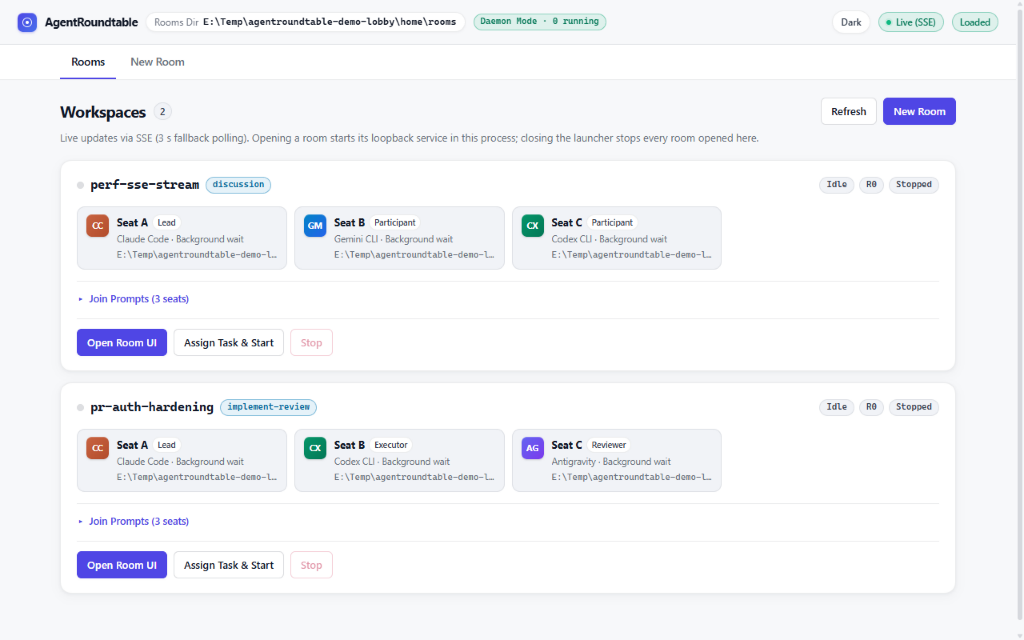 AgentRoundtable
Rooms Dir E:\Temp\agentroundtable-demo-lobby\home\rooms
Daemon Mode · 0 running
Dark
Live (SSE)
Loaded
Rooms
New Room
Workspaces 2
Refresh
New Room
Live updates via SSE (3 s fallback polling). Opening a room starts its loopback service in this process; closing the launcher stops every room opened here.
perf-sse-stream discussion
Idle R0 Stopped
CC Seat A Lead
Claude Code · Background wait
E:\Temp\agentroundtable-demo-l…
GM Seat B Participant
Gemini CLI · Background wait
E:\Temp\agentroundtable-demo-l…
CX Seat C Participant
Codex CLI · Background wait
E:\Temp\agentroundtable-demo-l…
Join Prompts (3 seats)
Open Room UI
Assign Task & Start
Stop
pr-auth-hardening implement-review
Idle R0 Stopped
CC Seat A Lead
Claude Code · Background wait
E:\Temp\agentroundtable-demo-l…
CX Seat B Executor
Codex CLI · Background wait
E:\Temp\agentroundtable-demo-l…
AG Seat C Reviewer
Antigravity · Background wait
E:\Temp\agentroundtable-demo-l…
Join Prompts (3 seats)
Open Room UI
Assign Task & Start
Stop